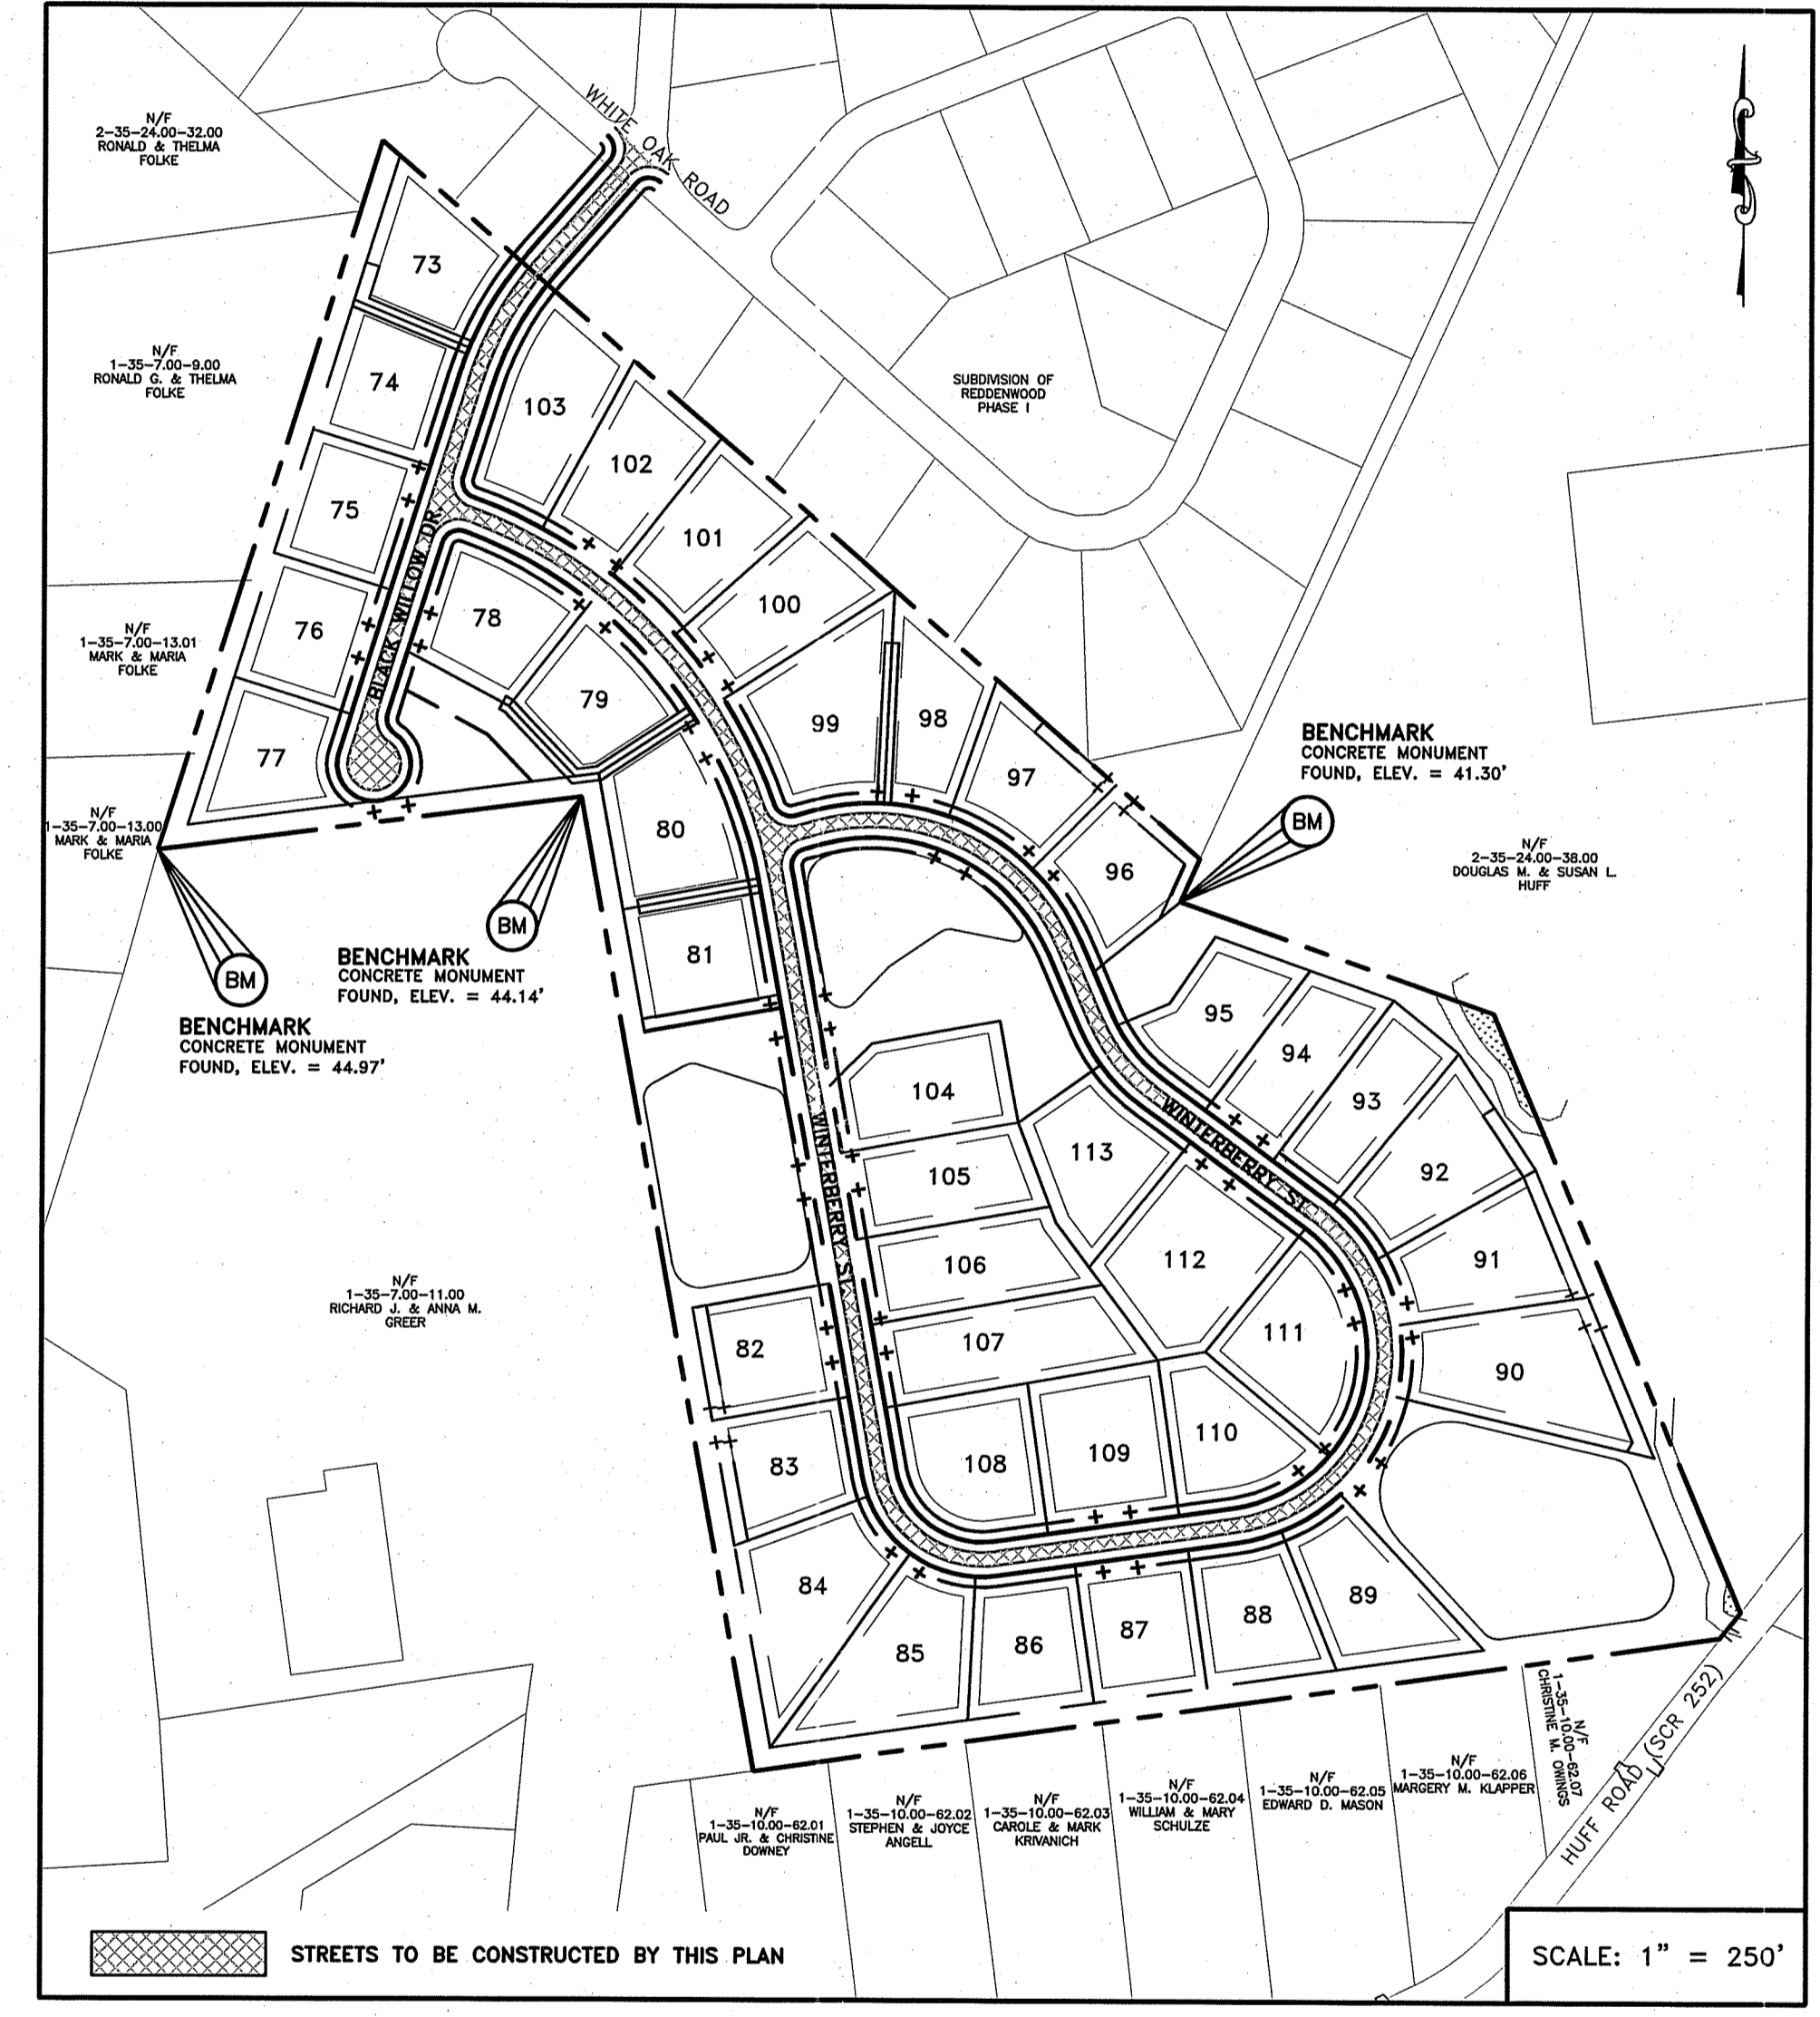 WHITE OAK ROAD
N/F
2-35-24.00-32.00
RONALD & THELMA
FOLKE
73
N/F
1-35-7.00-9.00
RONALD G. & THELMA
FOLKE
74
103
SUBDIVISION OF
REDDENWOOD
PHASE I
102
75
101
BLACK WILLOW DR.
100
78
76
N/F
1-35-7.00-13.01
MARK & MARIA
FOLKE
79
99
98
77
97
BENCHMARK
CONCRETE MONUMENT
FOUND, ELEV. = 41.30'
BM
N/F
1-35-7.00-13.00
MARK & MARIA
FOLKE
80
96
N/F
2-35-24.00-38.00
DOUGLAS M. & SUSAN L.
HUFF
BM
81
BENCHMARK
CONCRETE MONUMENT
FOUND, ELEV. = 44.14'
BM
BENCHMARK
CONCRETE MONUMENT
FOUND, ELEV. = 44.97'
95
94
93
104
WINTERBERRY ST.
113
105
92
WINTERBERRY ST.
106
112
91
N/F
1-35-7.00-11.00
RICHARD J. & ANNA M.
GREER
82
107
111
90
83
108
109
110
84
85
86
87
88
89
N/F
1-35-10.00-62.01
PAUL JR. & CHRISTINE
DOWNEY
N/F
1-35-10.00-62.02
STEPHEN & JOYCE
ANGELL
N/F
1-35-10.00-62.03
CAROLE & MARK
KRIVANICH
N/F
1-35-10.00-62.04
WILLIAM & MARY
SCHULZE
N/F
1-35-10.00-62.05
EDWARD D. MASON
N/F
1-35-10.00-62.06
MARGERY M. KLAPPER
N/F
1-35-10.00-62.07
CHRISTINE M. OWINGS
HUFF ROAD (SCR 252)
STREETS TO BE CONSTRUCTED BY THIS PLAN
SCALE: 1" = 250'